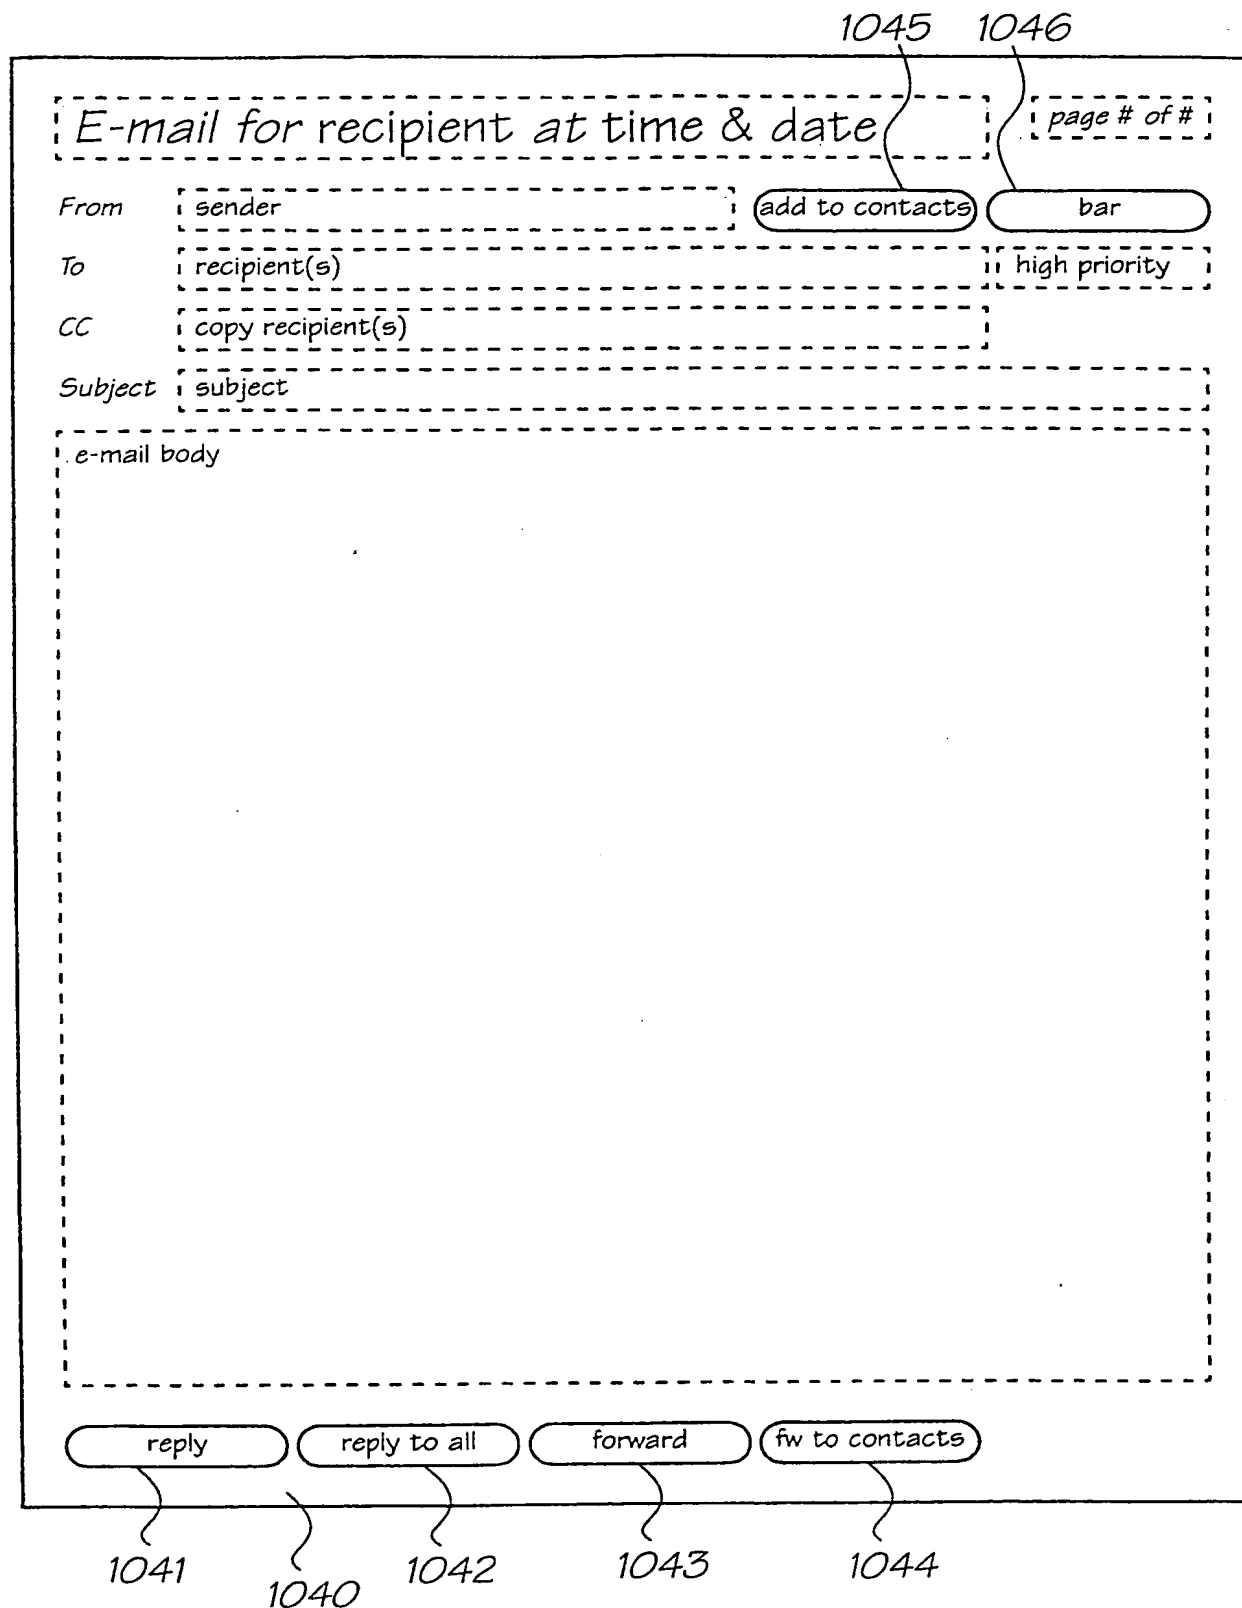 1045 1046
E-mail for recipient at time & date page # of #
From sender add to contacts bar
To recipient(s) high priority
CC copy recipient(s)
Subject subject
e-mail body
reply reply to all forward fw to contacts
1041 1040 1042 1043 1044